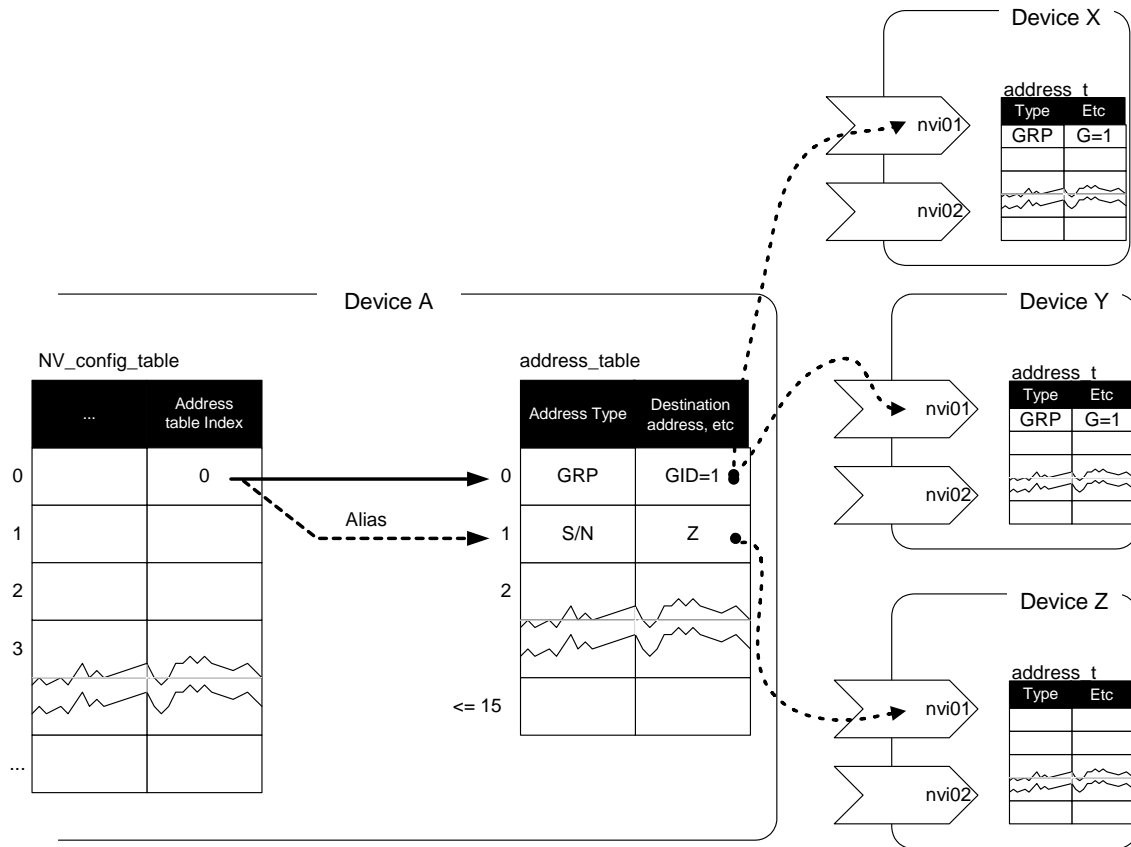 Device X
address_t
Type Etc
GRP G=1
nvi01
nvi02
Device A
NV_config_table
... Address table Index
0 0
1
2
3
...
Alias
address_table
Address Type Destination address, etc
0 GRP GID=1
1 S/N Z
2
<= 15
Device Y
address_t
Type Etc
GRP G=1
nvi01
nvi02
Device Z
address_t
Type Etc
nvi01
nvi02